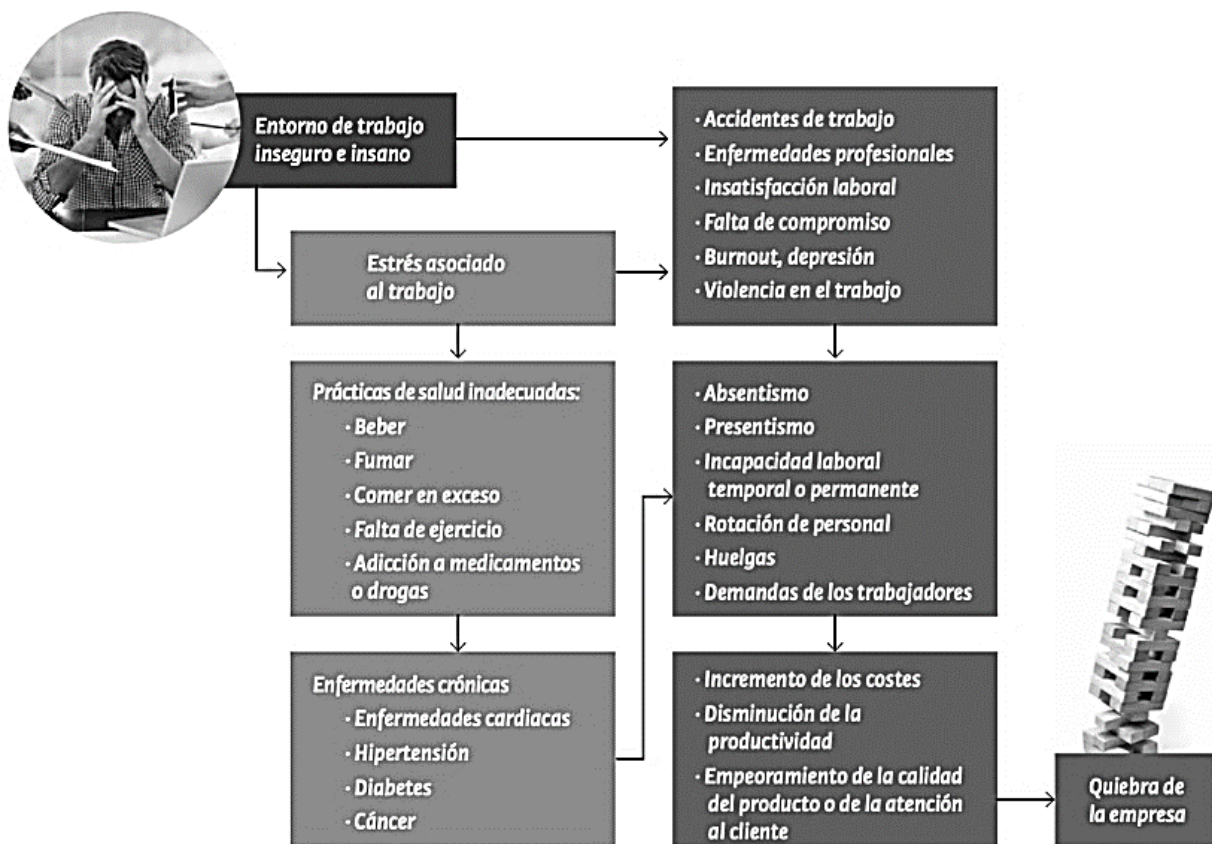 Entorno de trabajo
inseguro e insano
· Accidentes de trabajo
· Enfermedades profesionales
· Insatisfacción laboral
· Falta de compromiso
· Burnout, depresión
· Violencia en el trabajo
Estrés asociado
al trabajo
Prácticas de salud inadecuadas:
· Beber
· Fumar
· Comer en exceso
· Falta de ejercicio
· Adicción a medicamentos
o drogas
· Absentismo
· Presentismo
· Incapacidad laboral
temporal o permanente
· Rotación de personal
· Huelgas
· Demandas de los trabajadores
Enfermedades crónicas
· Enfermedades cardiacas
· Hipertensión
· Diabetes
· Cáncer
· Incremento de los costes
· Disminución de la
productividad
· Empeoramiento de la calidad
del producto o de la atención
al cliente
Quiebra de
la empresa